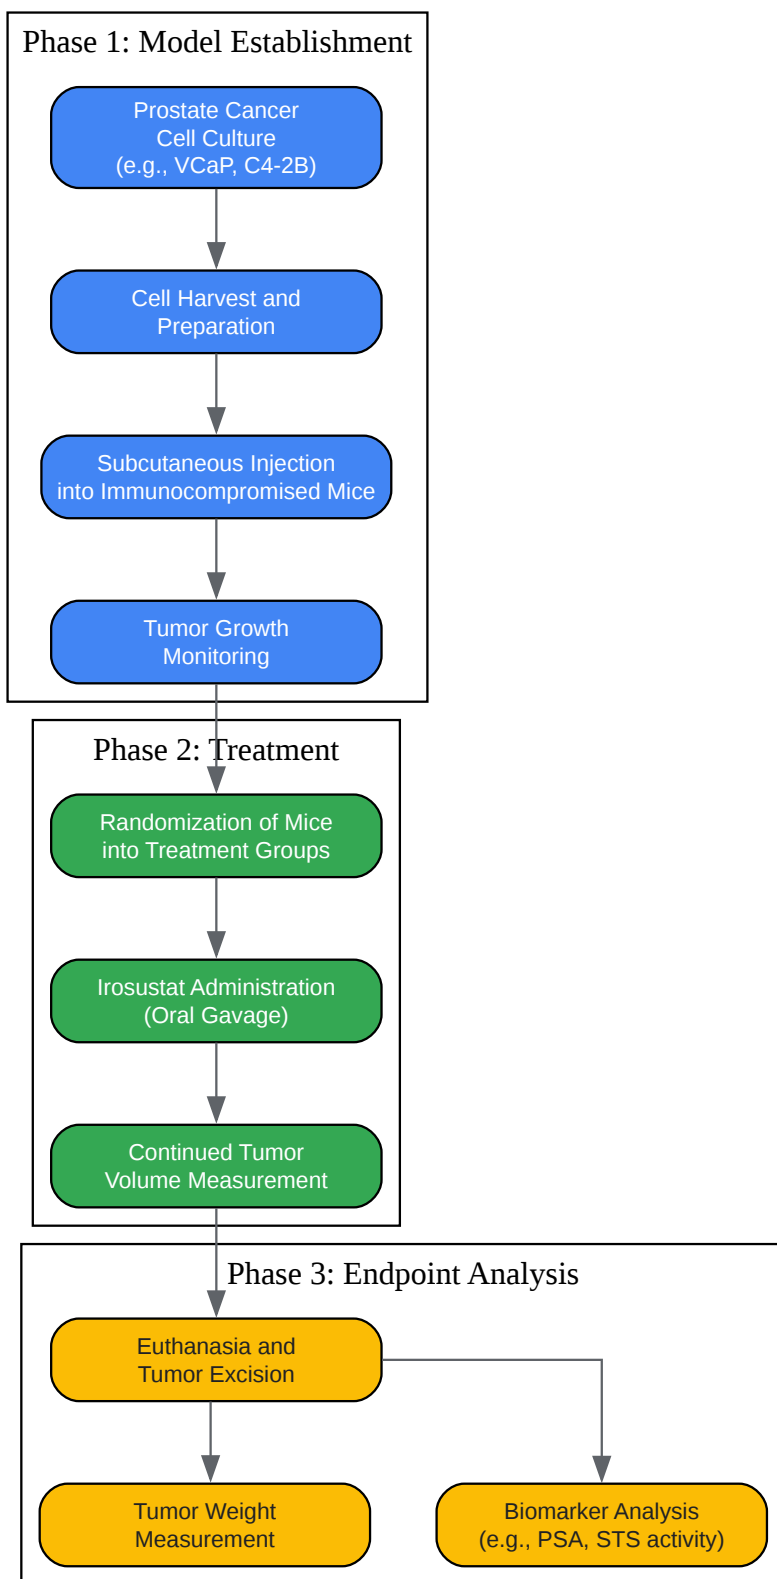 Phase 1: Model Establishment
Prostate Cancer
Cell Culture
(e.g., VCaP, C4-2B)
Cell Harvest and
Preparation
Subcutaneous Injection
into Immunocompromised Mice
Tumor Growth
Monitoring
Phase 2: Treatment
Randomization of Mice
into Treatment Groups
Irosustat Administration
(Oral Gavage)
Continued Tumor
Volume Measurement
Phase 3: Endpoint Analysis
Euthanasia and
Tumor Excision
Tumor Weight
Measurement
Biomarker Analysis
(e.g., PSA, STS activity)